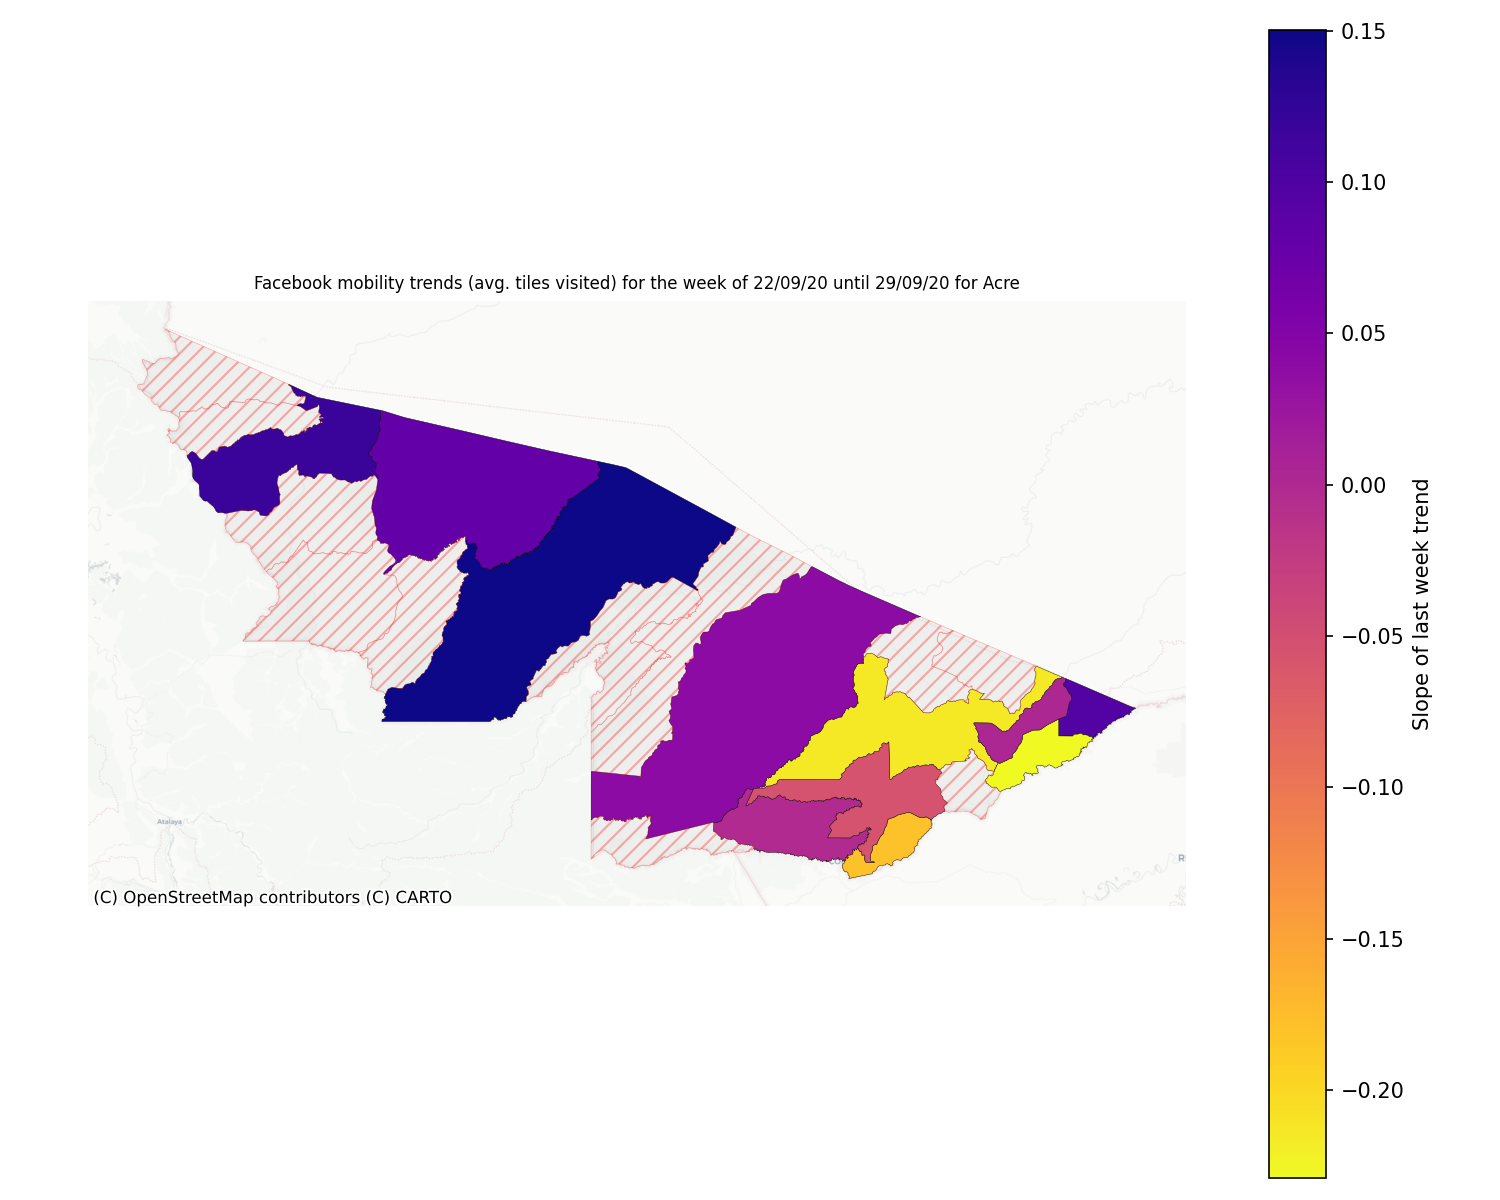 Facebook mobility trends (avg. tiles visited) for the week of 22/09/20 until 29/09/20 for Acre
Atalaya
(C) OpenStreetMap contributors (C) CARTO
0.15
0.10
0.05
0.00
−0.05
−0.10
−0.15
−0.20
Slope of last week trend